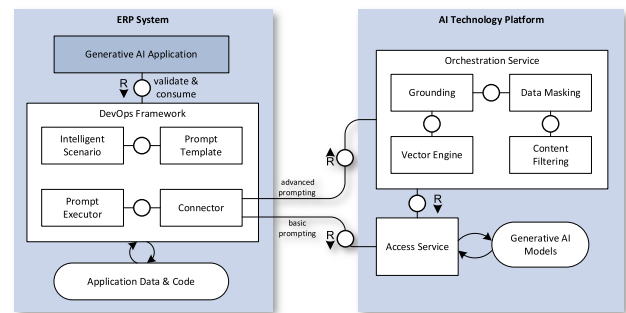 ERP System
Generative AI Application
R
validate &
consume
DevOps Framework
Intelligent
Scenario
Prompt
Template
Prompt
Executor
Connector
Application Data & Code
advanced
prompting
R
basic
prompting
R
AI Technology Platform
Orchestration Service
Grounding
Data Masking
Vector Engine
Content
Filtering
R
Access Service
Generative AI
Models